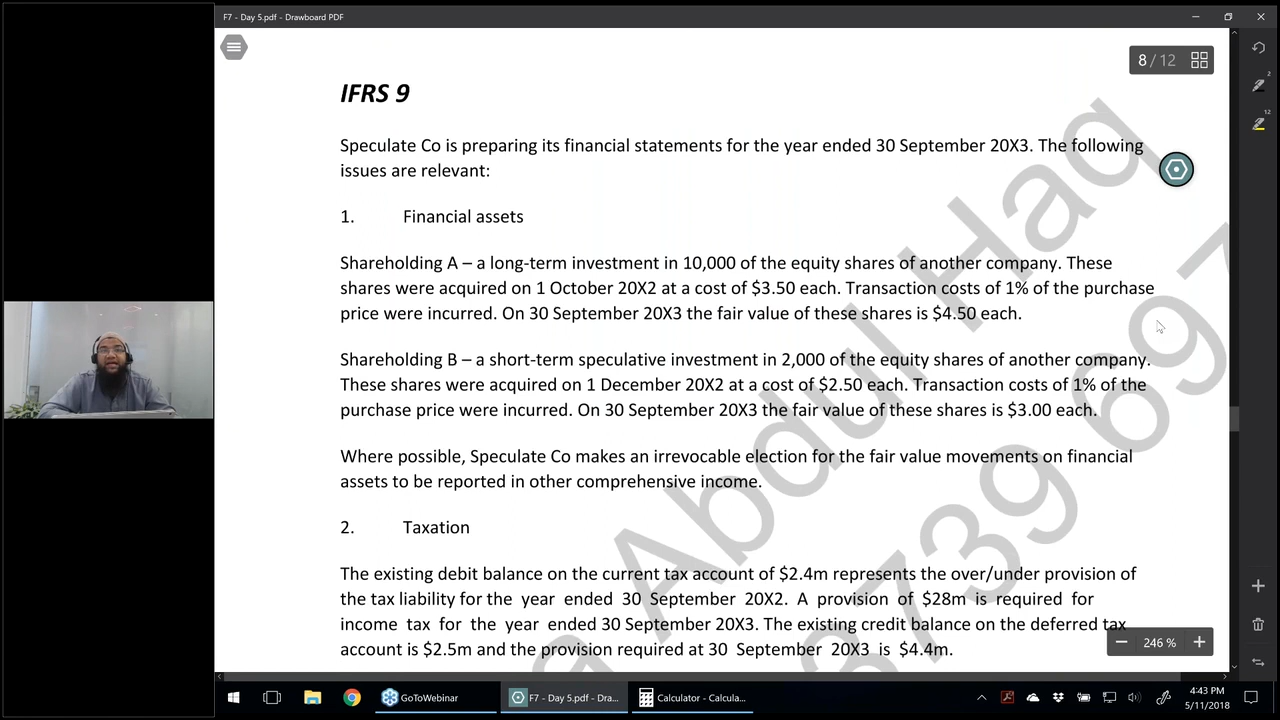 F7 - Day 5.pdf - Drawboard PDF
8 / 12
IFRS 9
Speculate Co is preparing its financial statements for the year ended 30 September 20X3. The following
issues are relevant:
1. Financial assets
Shareholding A – a long-term investment in 10,000 of the equity shares of another company. These
shares were acquired on 1 October 20X2 at a cost of $3.50 each. Transaction costs of 1% of the purchase
price were incurred. On 30 September 20X3 the fair value of these shares is $4.50 each.
Shareholding B – a short-term speculative investment in 2,000 of the equity shares of another company.
These shares were acquired on 1 December 20X2 at a cost of $2.50 each. Transaction costs of 1% of the
purchase price were incurred. On 30 September 20X3 the fair value of these shares is $3.00 each.
Where possible, Speculate Co makes an irrevocable election for the fair value movements on financial
assets to be reported in other comprehensive income.
2. Taxation
The existing debit balance on the current tax account of $2.4m represents the over/under provision of
the tax liability for the year ended 30 September 20X2. A provision of $28m is required for
income tax for the year ended 30 September 20X3. The existing credit balance on the deferred tax
account is $2.5m and the provision required at 30 September 20X3 is $4.4m.
Abdul Haq
739 697
2
12
246 %
GoToWebinar
F7 - Day 5.pdf - Dra...
Calculator - Calcula...
4:43 PM
5/11/2018